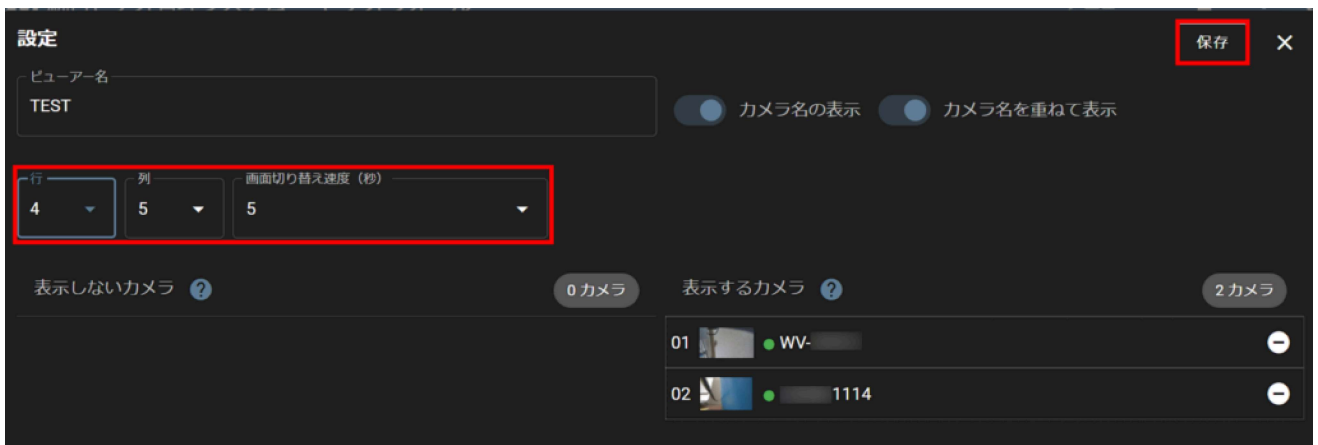 設定
保存
ビューアー名
TEST
カメラ名の表示
カメラ名を重ねて表示
行
列
画面切り替え速度（秒）
4
5
5
表示しないカメラ
0 カメラ
表示するカメラ
2 カメラ
01
WV-
02
1114